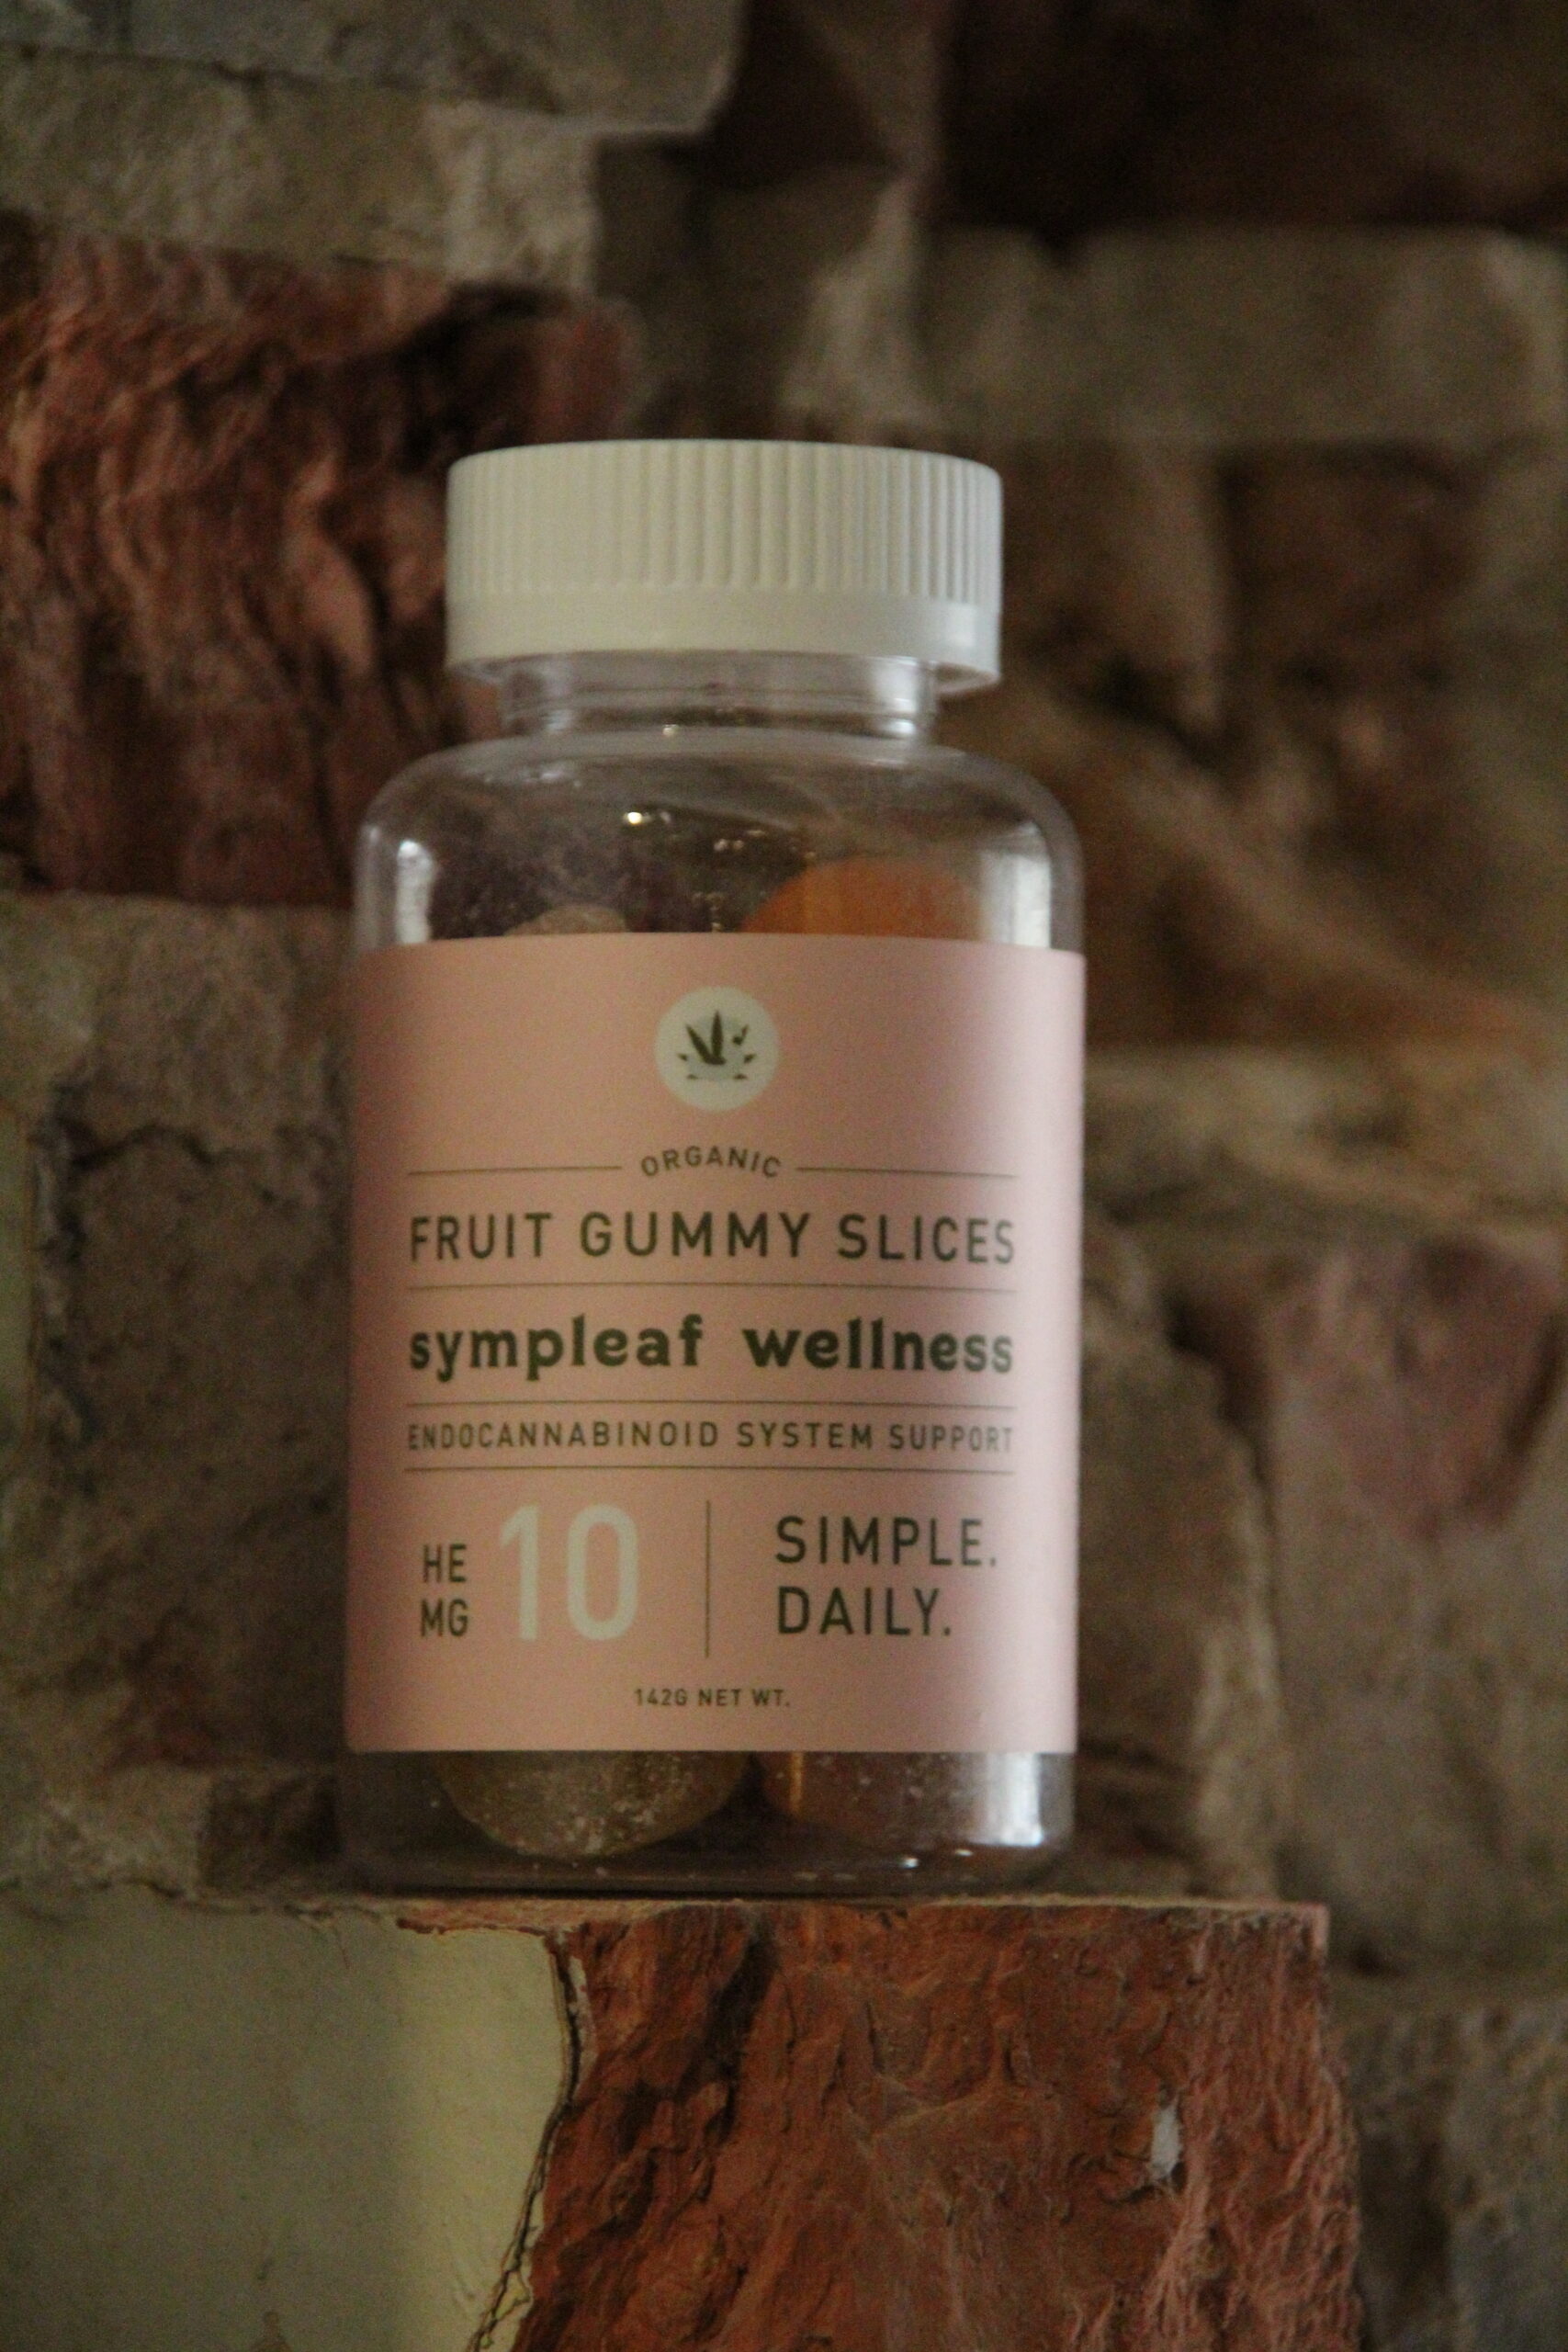 ORGANIC
FRUIT GUMMY SLICES
sympleaf wellness
ENDOCANNABINOID SYSTEM SUPPORT
HE
MG
10
SIMPLE.
DAILY.
142G NET WT.